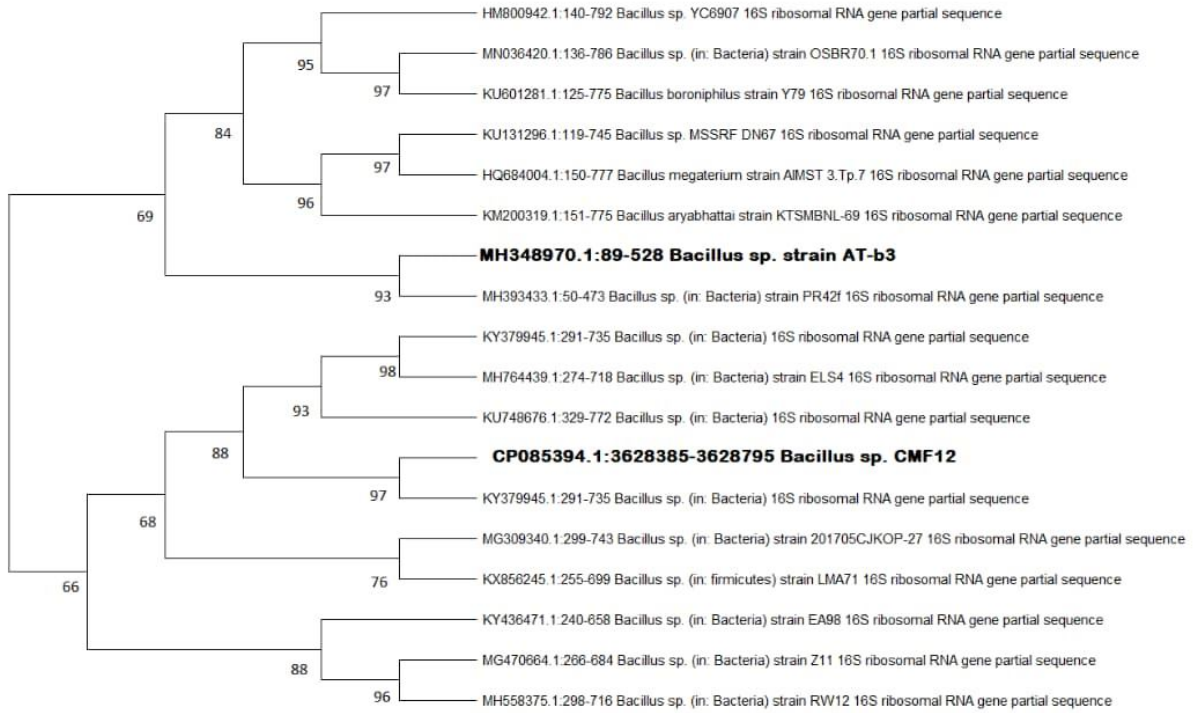 HM800942.1:140-792 Bacillus sp. YC6907 16S ribosomal RNA gene partial sequence
95
MN036420.1:136-786 Bacillus sp. (in: Bacteria) strain OSBR70.1 16S ribosomal RNA gene partial sequence
97
KU601281.1:125-775 Bacillus boroniphilus strain Y79 16S ribosomal RNA gene partial sequence
84
KU131296.1:119-745 Bacillus sp. MSSRF DN67 16S ribosomal RNA gene partial sequence
97
HQ684004.1:150-777 Bacillus megaterium strain AIMST 3.Tp.7 16S ribosomal RNA gene partial sequence
96
69
KM200319.1:151-775 Bacillus aryabhattai strain KTSMBNL-69 16S ribosomal RNA gene partial sequence
MH348970.1:89-528 Bacillus sp. strain AT-b3
93
MH393433.1:50-473 Bacillus sp. (in: Bacteria) strain PR42f 16S ribosomal RNA gene partial sequence
KY379945.1:291-735 Bacillus sp. (in: Bacteria) 16S ribosomal RNA gene partial sequence
98
MH764439.1:274-718 Bacillus sp. (in: Bacteria) strain ELS4 16S ribosomal RNA gene partial sequence
93
KU748676.1:329-772 Bacillus sp. (in: Bacteria) 16S ribosomal RNA gene partial sequence
88
CP085394.1:3628385-3628795 Bacillus sp. CMF12
97
KY379945.1:291-735 Bacillus sp. (in: Bacteria) 16S ribosomal RNA gene partial sequence
68
MG309340.1:299-743 Bacillus sp. (in: Bacteria) strain 201705CJKOP-27 16S ribosomal RNA gene partial sequence
76
66
KX856245.1:255-699 Bacillus sp. (in: firmicutes) strain LMA71 16S ribosomal RNA gene partial sequence
KY436471.1:240-658 Bacillus sp. (in: Bacteria) strain EA98 16S ribosomal RNA gene partial sequence
88
MG470664.1:266-684 Bacillus sp. (in: Bacteria) strain Z11 16S ribosomal RNA gene partial sequence
96
MH558375.1:298-716 Bacillus sp. (in: Bacteria) strain RW12 16S ribosomal RNA gene partial sequence